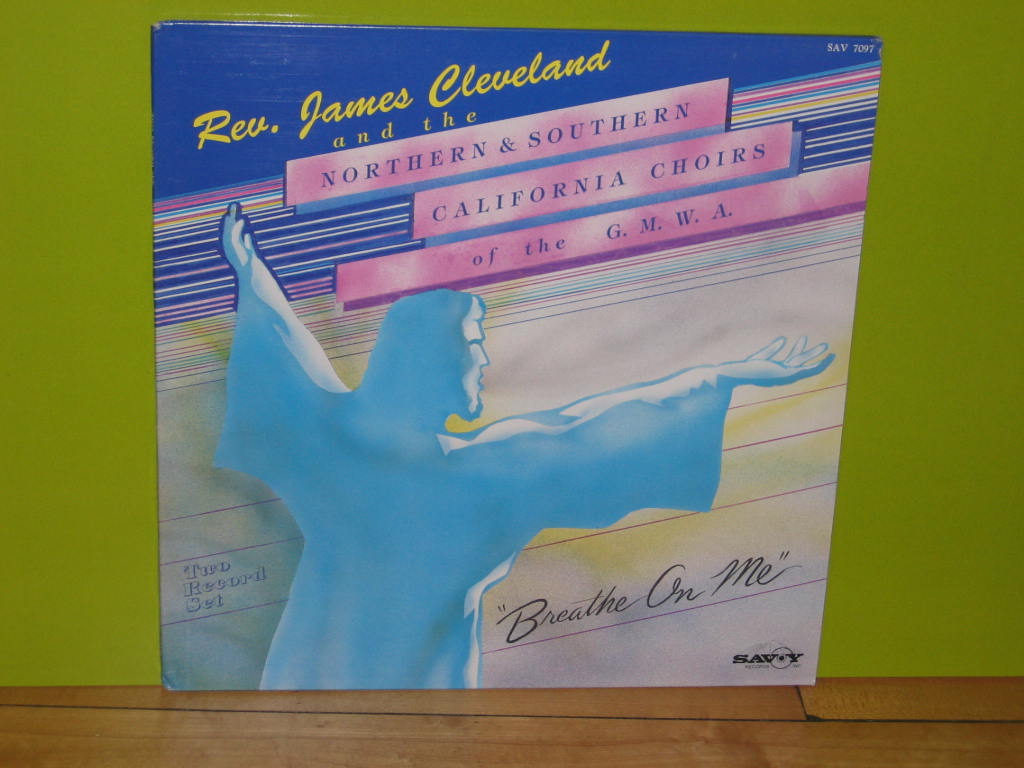 SAV 7097
Rev. James Cleveland
and the
NORTHERN & SOUTHERN
CALIFORNIA CHOIRS
of the G. M. W. A.
Two
Record
Set
"Breathe On Me"
SAVOY
RECORDS